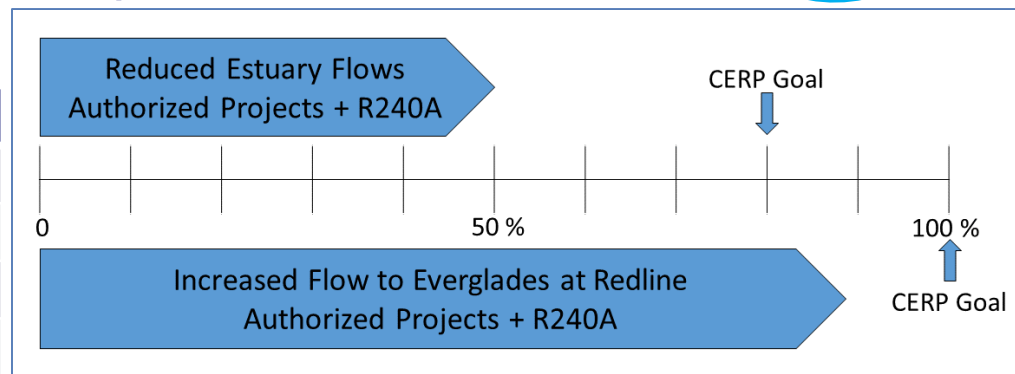 Reduced Estuary Flows
Authorized Projects + R240A
CERP Goal
0
50 %
100 %
Increased Flow to Everglades at Redline
Authorized Projects + R240A
CERP Goal